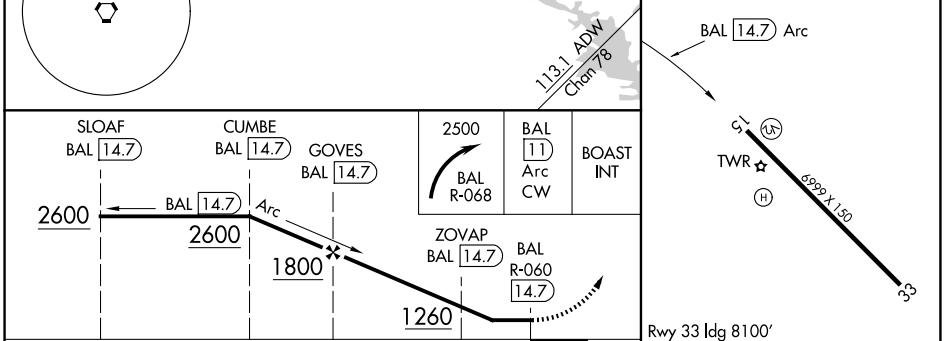 113.1 ADW
Chan 78
BAL 14.7 Arc
SLOAF
BAL 14.7
CUMBE
BAL 14.7
GOVES
BAL 14.7
2500
BAL
R-068
BAL
11
Arc
CW
BOAST
INT
BAL 14.7 Arc
2600
2600
1800
ZOVAP
BAL 14.7
BAL
R-060
14.7
1260
15
V5
TWR
H
6999 X 150
33
Rwy 33 ldg 8100'